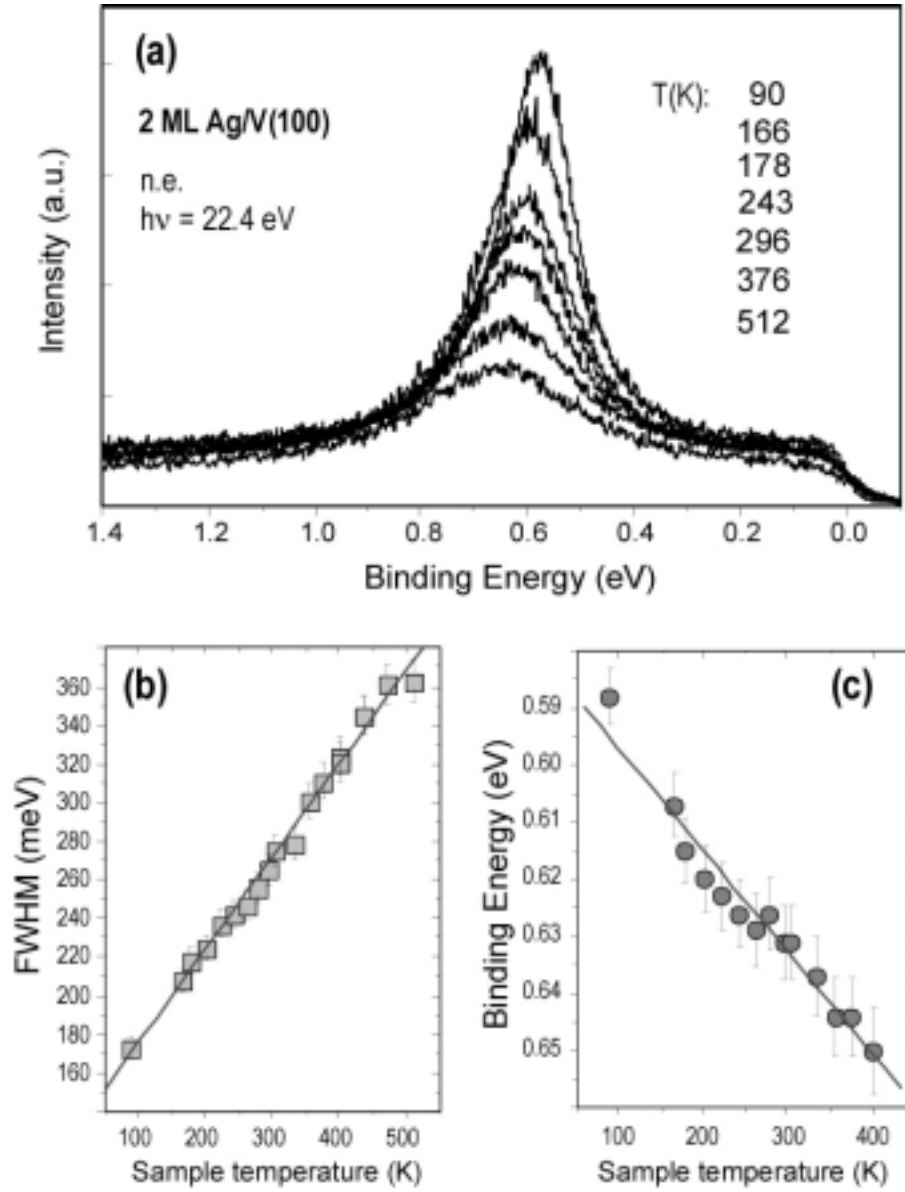 (a)
2 ML Ag/V(100)
n.e.
hν = 22.4 eV
T(K): 90
166
178
243
296
376
512
Intensity (a.u.)
1.4 1.2 1.0 0.8 0.6 0.4 0.2 0.0
Binding Energy (eV)
(b)
FWHM (meV)
360
340
320
300
280
260
240
220
200
180
160
100 200 300 400 500
Sample temperature (K)
(c)
Binding Energy (eV)
0.59
0.60
0.61
0.62
0.63
0.64
0.65
100 200 300 400
Sample temperature (K)